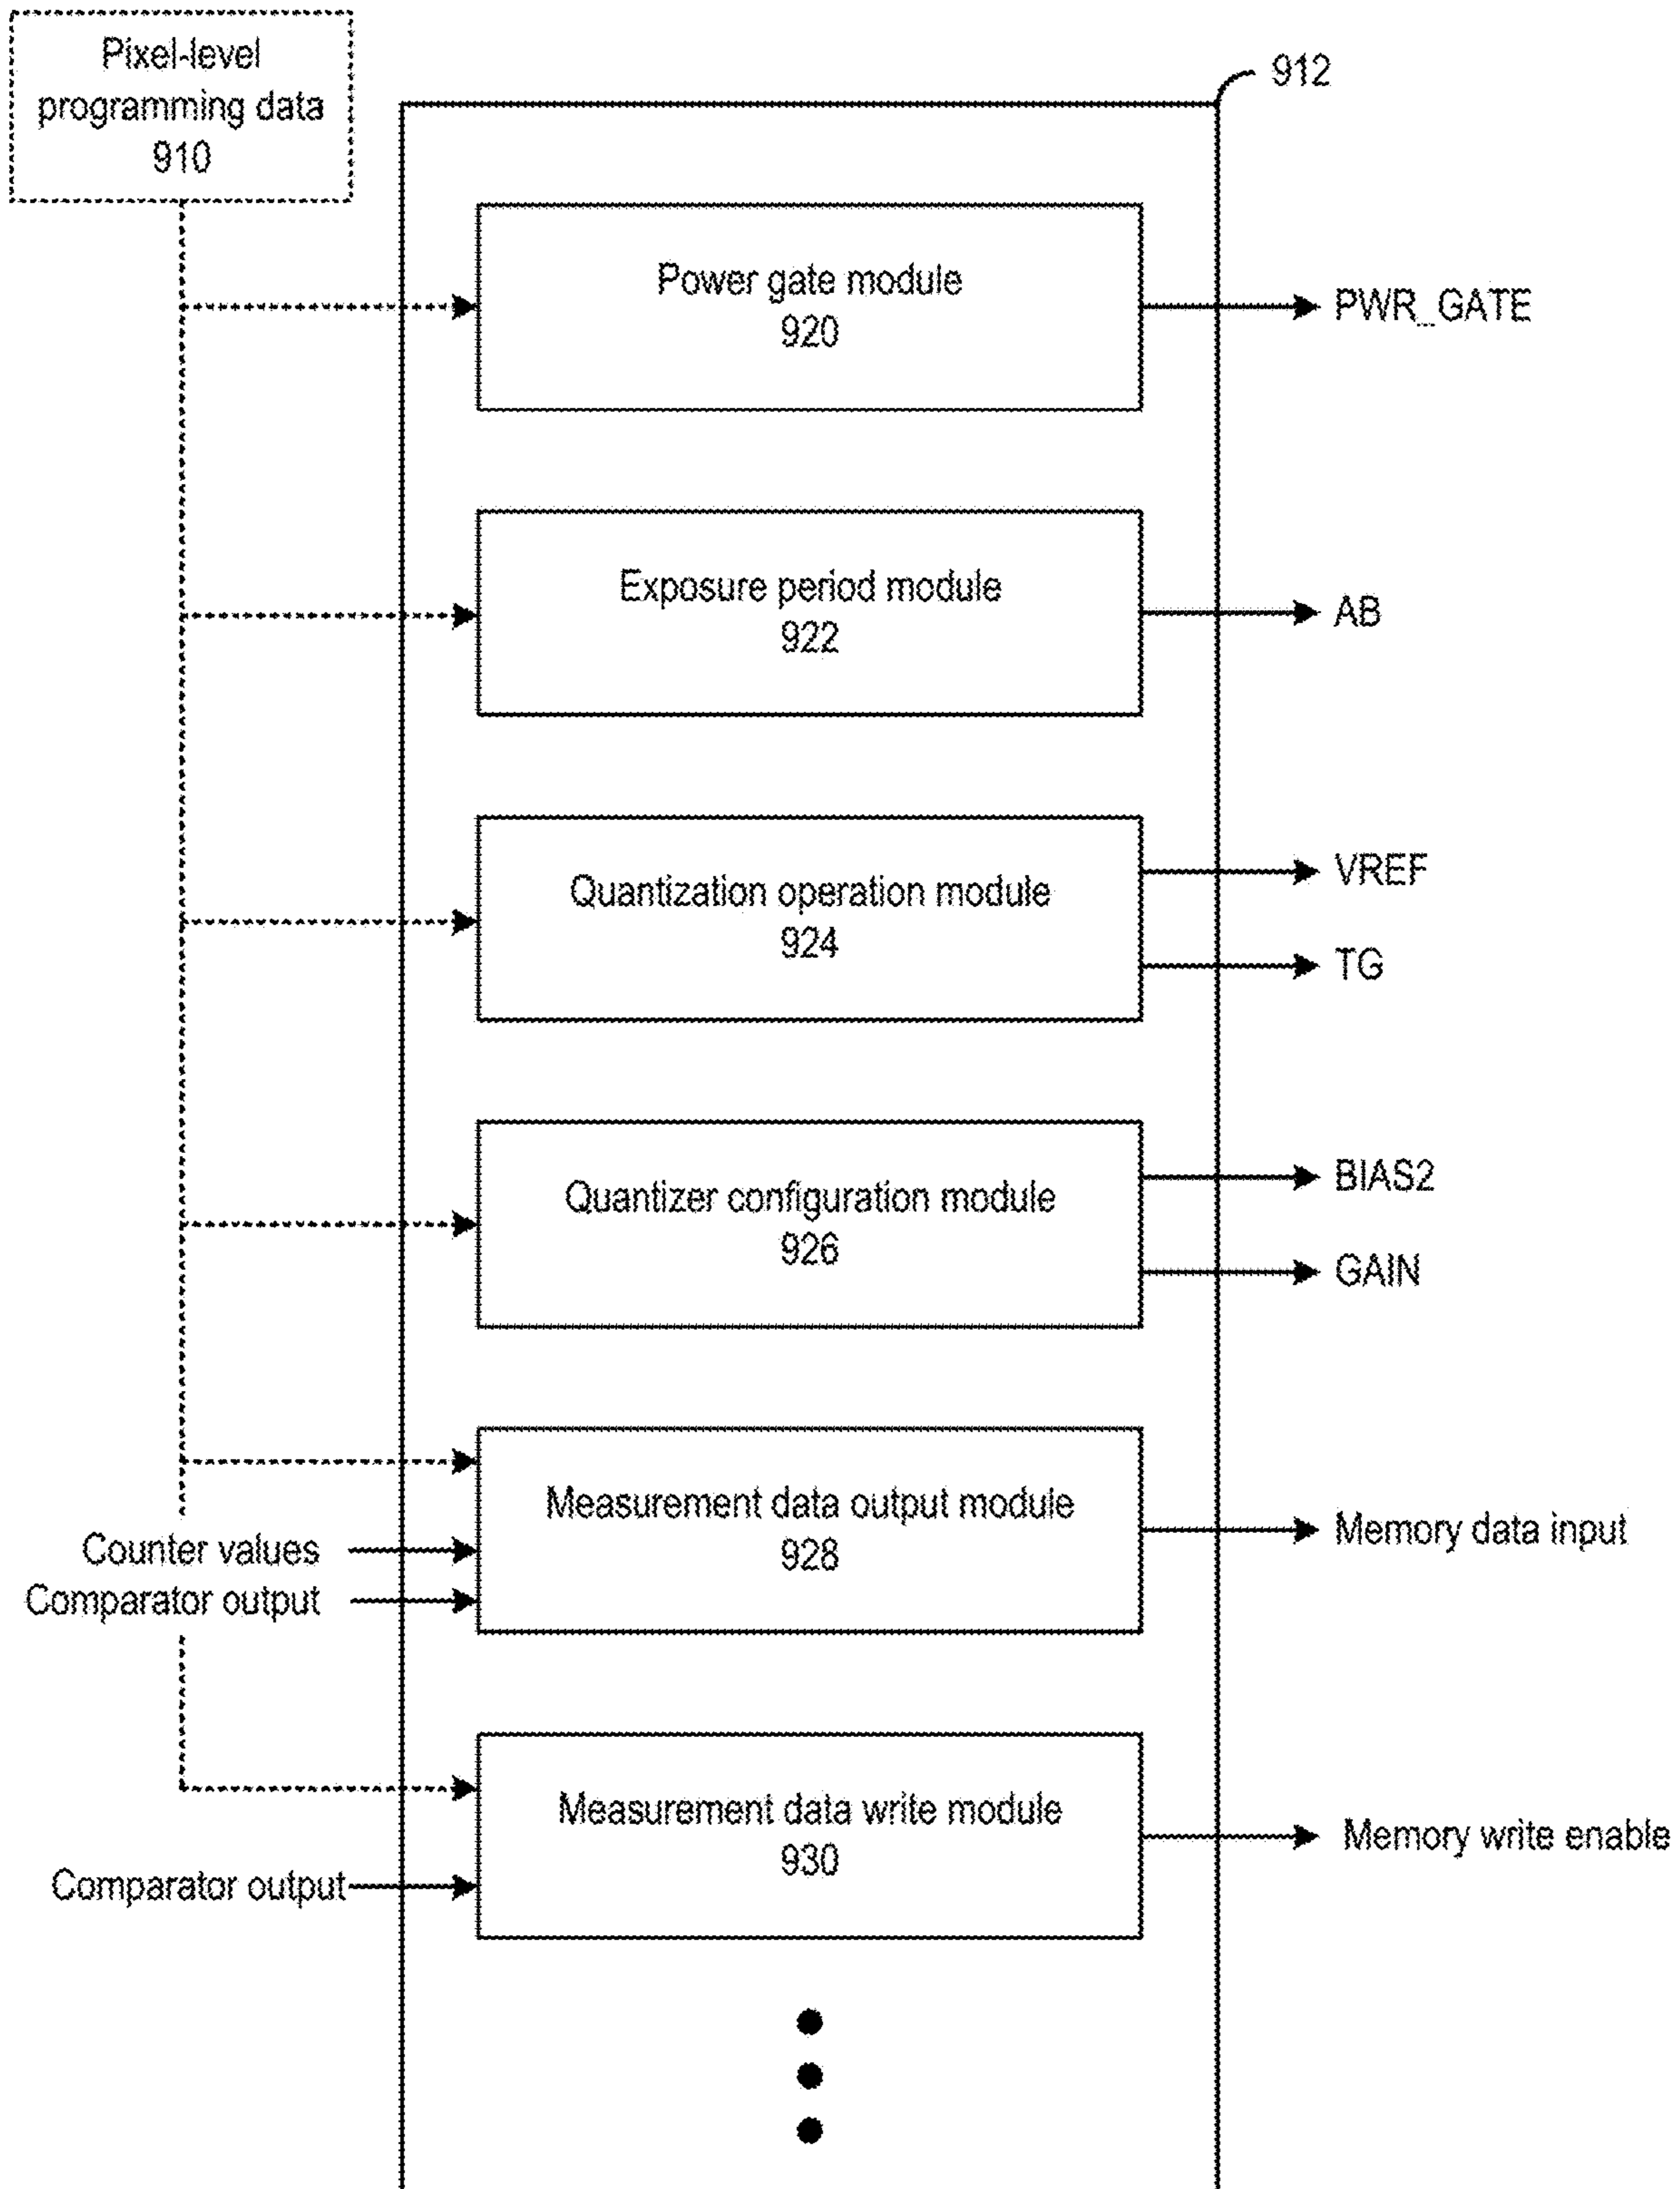 Pixel-level
programming data
910
912
Power gate module
920
PWR_GATE
Exposure period module
922
AB
Quantization operation module
924
VREF
TG
Quantizer configuration module
926
BIAS2
GAIN
Measurement data output module
928
Counter values
Comparator output
Memory data input
Measurement data write module
930
Comparator output
Memory write enable